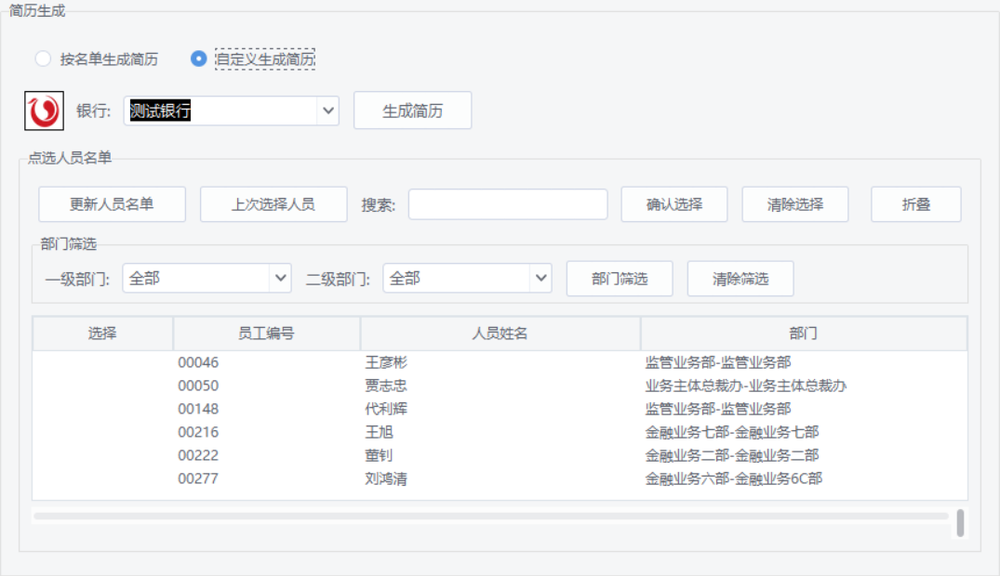 简历生成
按名单生成简历 自定义生成简历
银行: 测试银行 生成简历
点选人员名单
更新人员名单 上次选择人员 搜索: 确认选择 清除选择 折叠
部门筛选
一级部门: 全部 二级部门: 全部 部门筛选 清除筛选
选择 员工编号 人员姓名 部门
00046 王彦彬 监管业务部-监管业务部
00050 贾志忠 业务主体总裁办-业务主体总裁办
00148 代利辉 监管业务部-监管业务部
00216 王旭 金融业务七部-金融业务七部
00222 董钊 金融业务二部-金融业务二部
00277 刘鸿清 金融业务六部-金融业务6C部